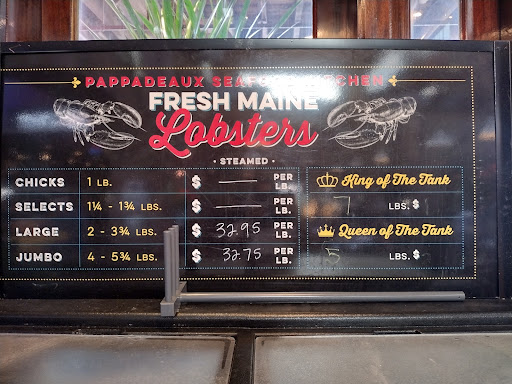 PAPPADEAUX SEAFOOD KITCHEN
FRESH MAINE
Lobsters
• STEAMED •
CHICKS 1 LB. $ — PER LB.
SELECTS 1¼ - 1¾ LBS. $ — PER LB.
LARGE 2 - 3¾ LBS. $ 32.95 PER LB.
JUMBO 4 - 5¾ LBS. $ 32.75 PER LB.
King of The Tank
7 LBS. $
Queen of The Tank
5 LBS. $